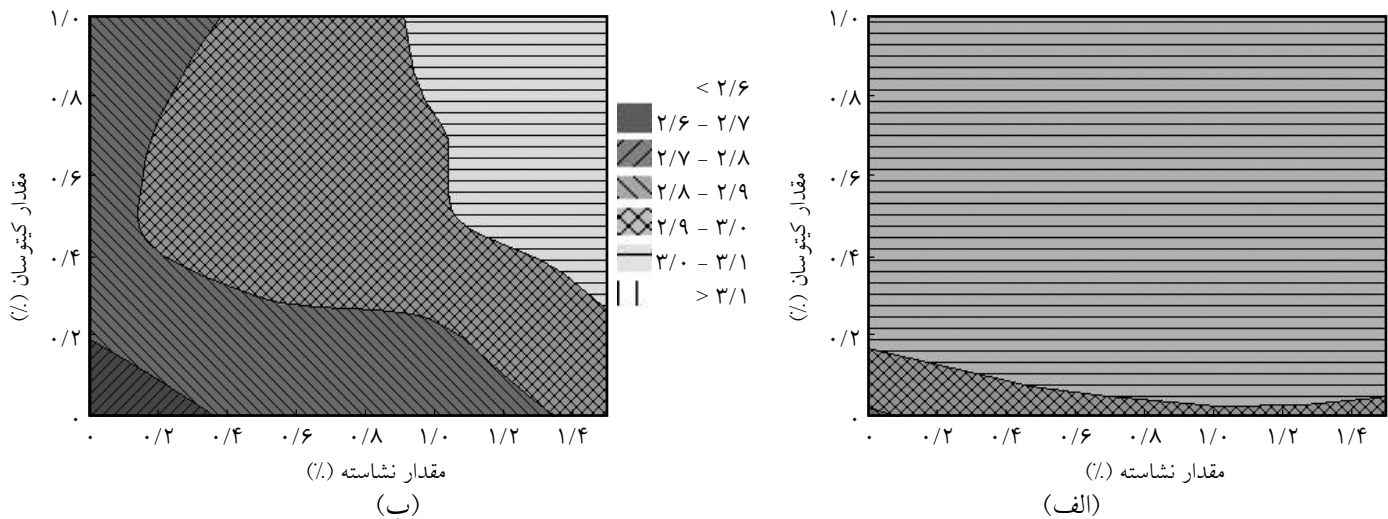 ۱/۰
۰/۸
۰/۶
۰/۴
۰/۲
۰
مقدار کیتوسان (٪)
۰ ۰/۲ ۰/۴ ۰/۶ ۰/۸ ۱/۰ ۱/۲ ۱/۴
مقدار نشاسته (٪)
(الف)
< ۲/۶
۲/۶ – ۲/۷
۲/۷ – ۲/۸
۲/۸ – ۲/۹
۲/۹ – ۳/۰
۳/۰ – ۳/۱
> ۳/۱
۱/۰
۰/۸
۰/۶
۰/۴
۰/۲
۰
مقدار کیتوسان (٪)
۰ ۰/۲ ۰/۴ ۰/۶ ۰/۸ ۱/۰ ۱/۲ ۱/۴
مقدار نشاسته (٪)
(ب)